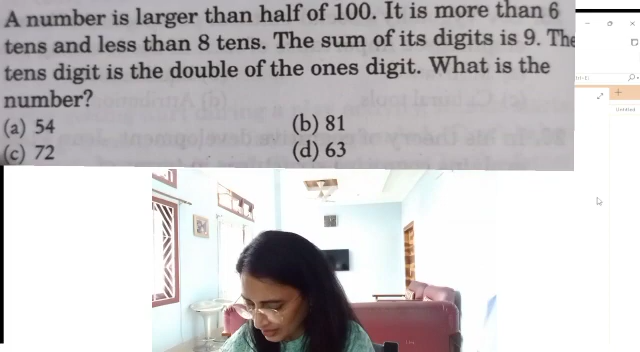 A number is larger than half of 100. It is more than 6
tens and less than 8 tens. The sum of its digits is 9. The
tens digit is the double of the ones digit. What is the
number?
(a) 54 (b) 81
(c) 72 (d) 63
Untitled